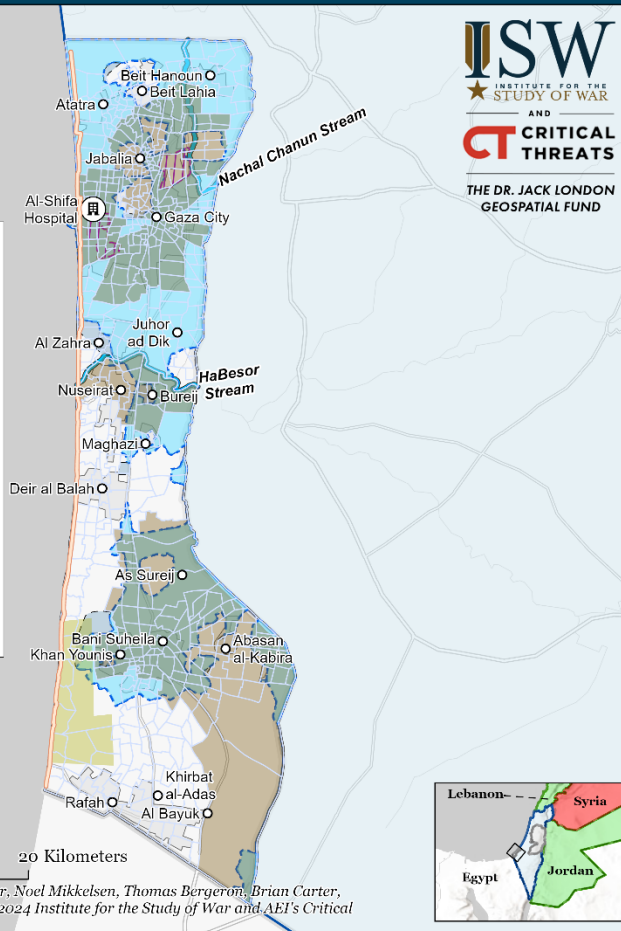 ISW
INSTITUTE FOR THE
STUDY OF WAR
AND
CT CRITICAL
THREATS
THE DR. JACK LONDON
GEOSPATIAL FUND
Beit Hanoun
Beit Lahia
Atatra
Nachal Chanun Stream
Jabalia
Al-Shifa
Hospital
Gaza City
Juhor
ad Dik
Al Zahra
HaBesor
Stream
Nuseirat
Bureij
Maghazi
Deir al Balah
As Sureij
Bani Suheila
Abasan
al-Kabira
Khan Younis
Khirbat
al-Adas
Rafah
Al Bayuk
Lebanon
Syria
Egypt
Jordan
20 Kilometers
r, Noel Mikkelsen, Thomas Bergeron, Brian Carter,
2024 Institute for the Study of War and AEI's Critical